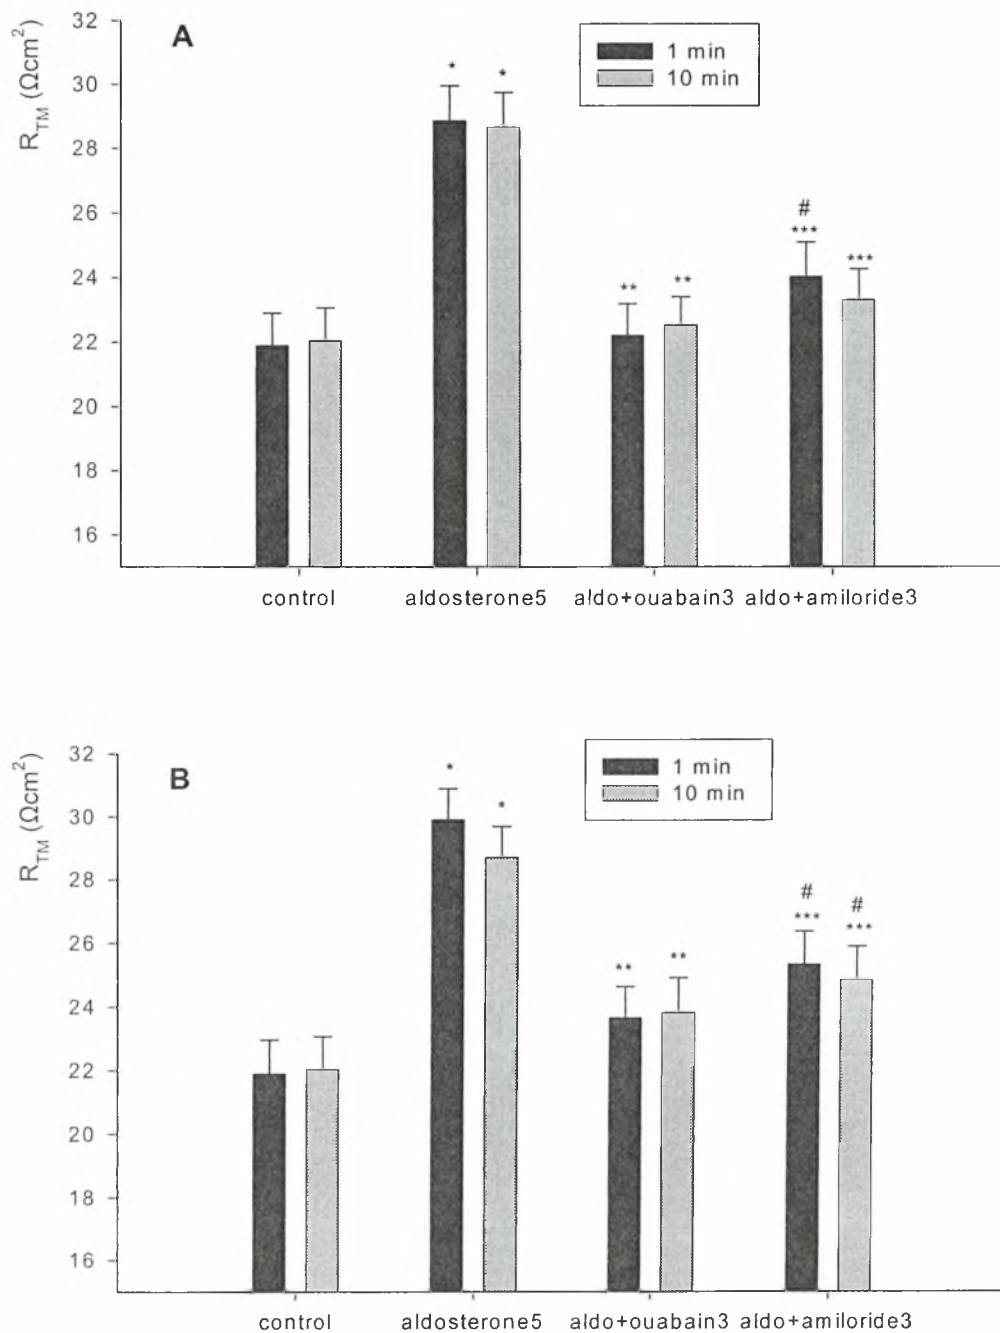 A
R_TM (Ωcm²)
32
30
28
26
24
22
20
18
16
1 min
10 min
*
*
**
**
#
***
***
control
aldosterone5
aldo+ouabain3
aldo+amiloride3
B
R_TM (Ωcm²)
32
30
28
26
24
22
20
18
16
1 min
10 min
*
*
**
**
#
***
#
***
control
aldosterone5
aldo+ouabain3
aldo+amiloride3